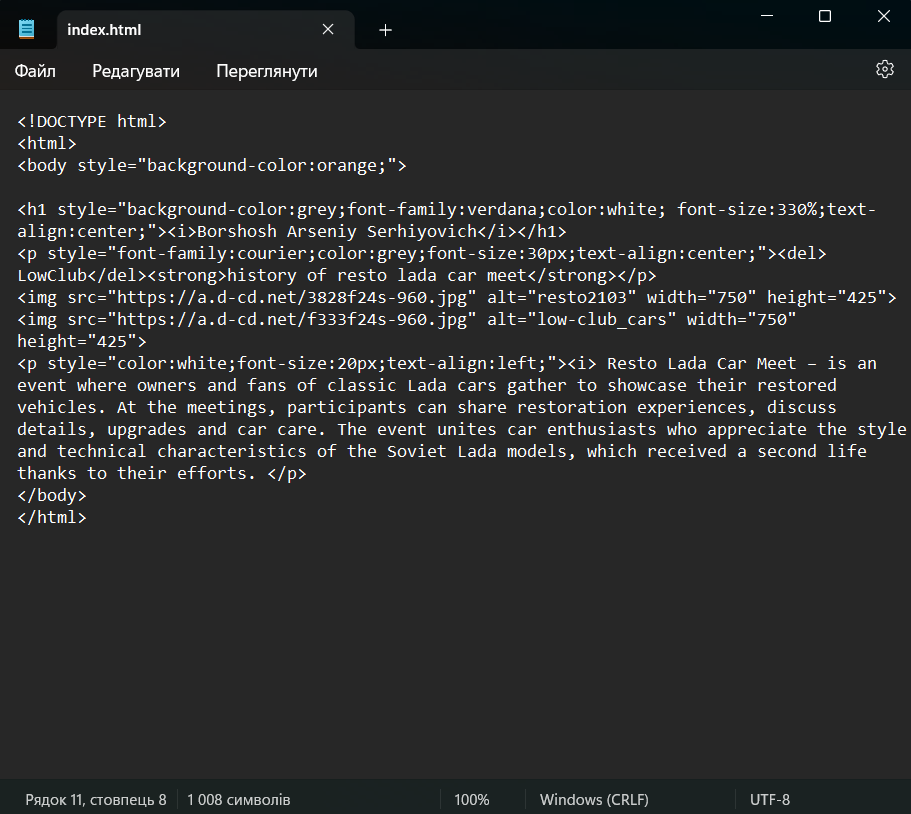 index.html
Файл Редагувати Переглянути
<!DOCTYPE html>
<html>
<body style="background-color:orange;">
<h1 style="background-color:grey;font-family:verdana;color:white; font-size:330%;text-
align:center;"><i>Borshosh Arseniy Serhiyovich</i></h1>
<p style="font-family:courier;color:grey;font-size:30px;text-align:center;"><del>
LowClub</del><strong>history of resto lada car meet</strong></p>
<img src="https://a.d-cd.net/3828f24s-960.jpg" alt="resto2103" width="750" height="425">
<img src="https://a.d-cd.net/f333f24s-960.jpg" alt="low-club_cars" width="750"
height="425">
<p style="color:white;font-size:20px;text-align:left;"><i> Resto Lada Car Meet – is an
event where owners and fans of classic Lada cars gather to showcase their restored
vehicles. At the meetings, participants can share restoration experiences, discuss
details, upgrades and car care. The event unites car enthusiasts who appreciate the style
and technical characteristics of the Soviet Lada models, which received a second life
thanks to their efforts. </p>
</body>
</html>
Рядок 11, стовпець 8 1 008 символів 100% Windows (CRLF) UTF-8